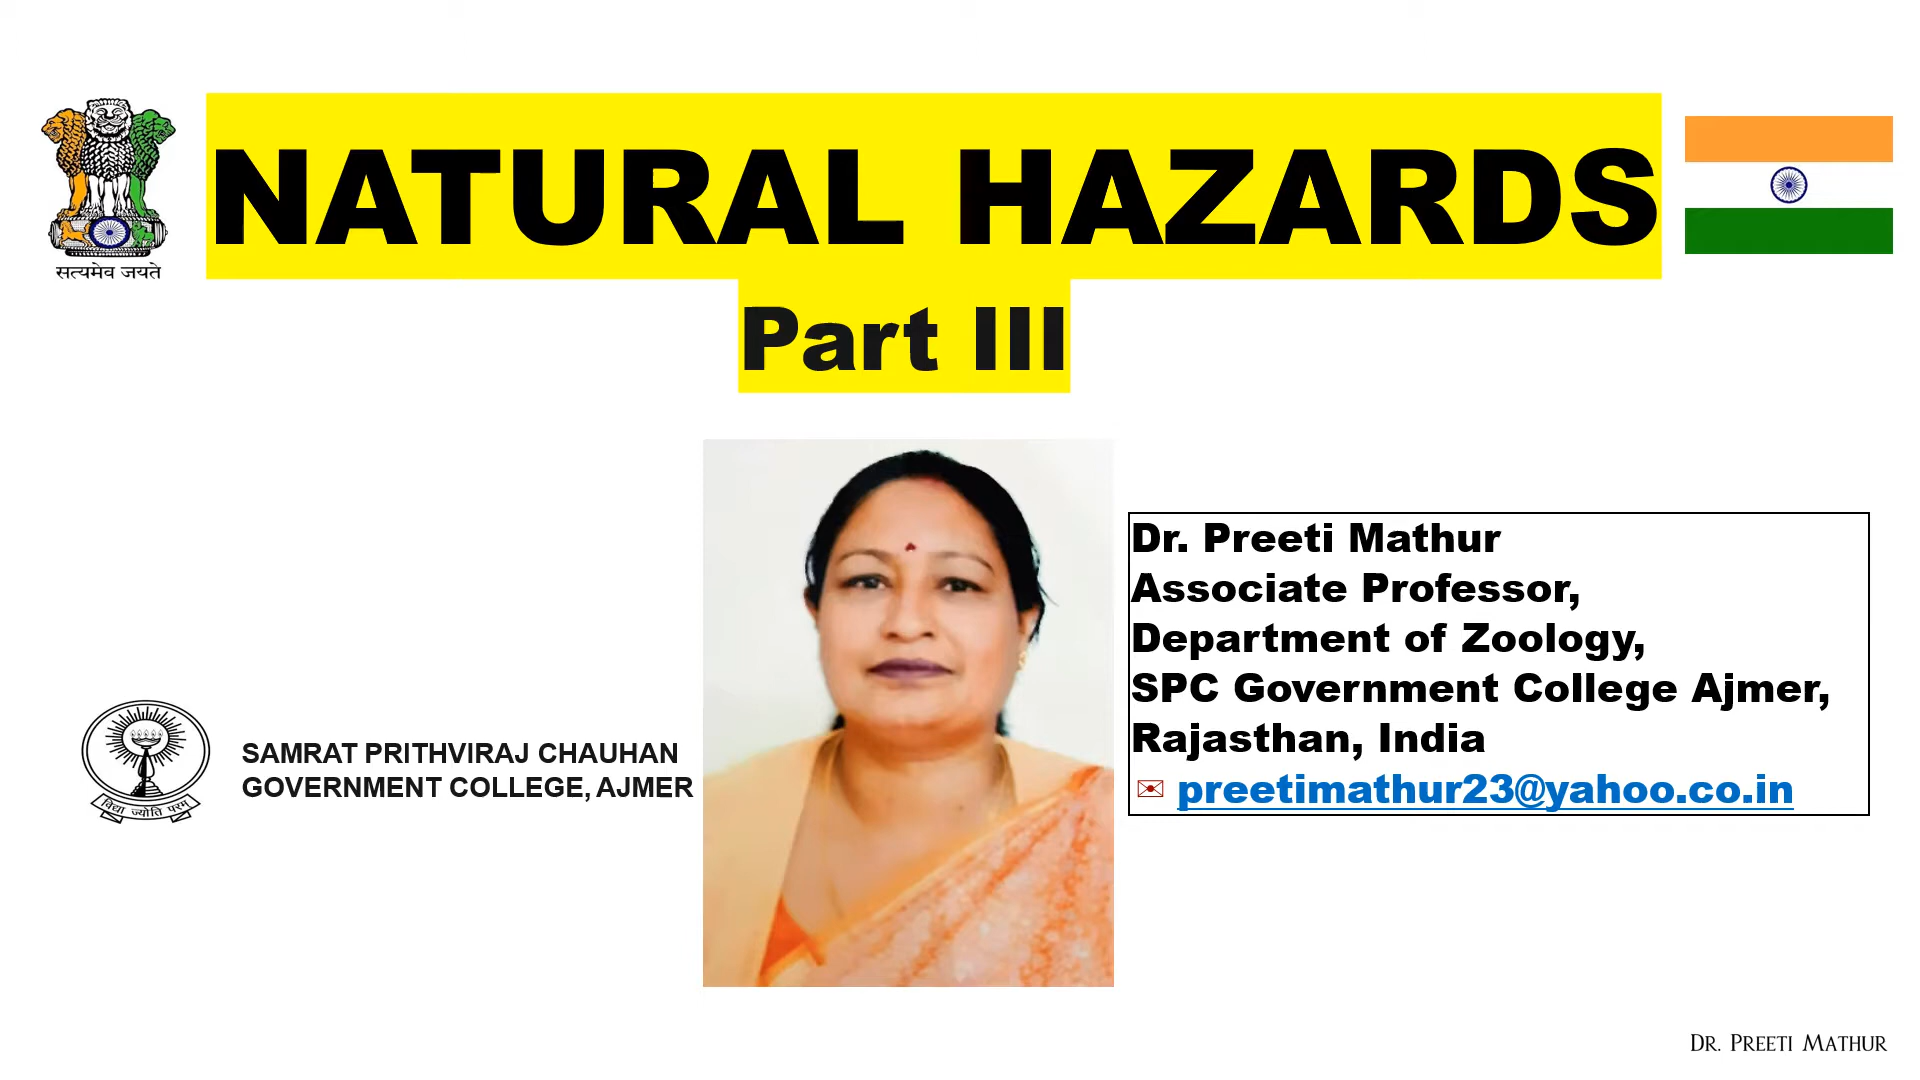 NATURAL HAZARDS
सत्यमेव जयते
Part III
Dr. Preeti Mathur
Associate Professor,
Department of Zoology,
SPC Government College Ajmer,
Rajasthan, India
✉ preetimathur23@yahoo.co.in
SAMRAT PRITHVIRAJ CHAUHAN
GOVERNMENT COLLEGE, AJMER
विद्या ज्योति परम्
DR. PREETI MATHUR